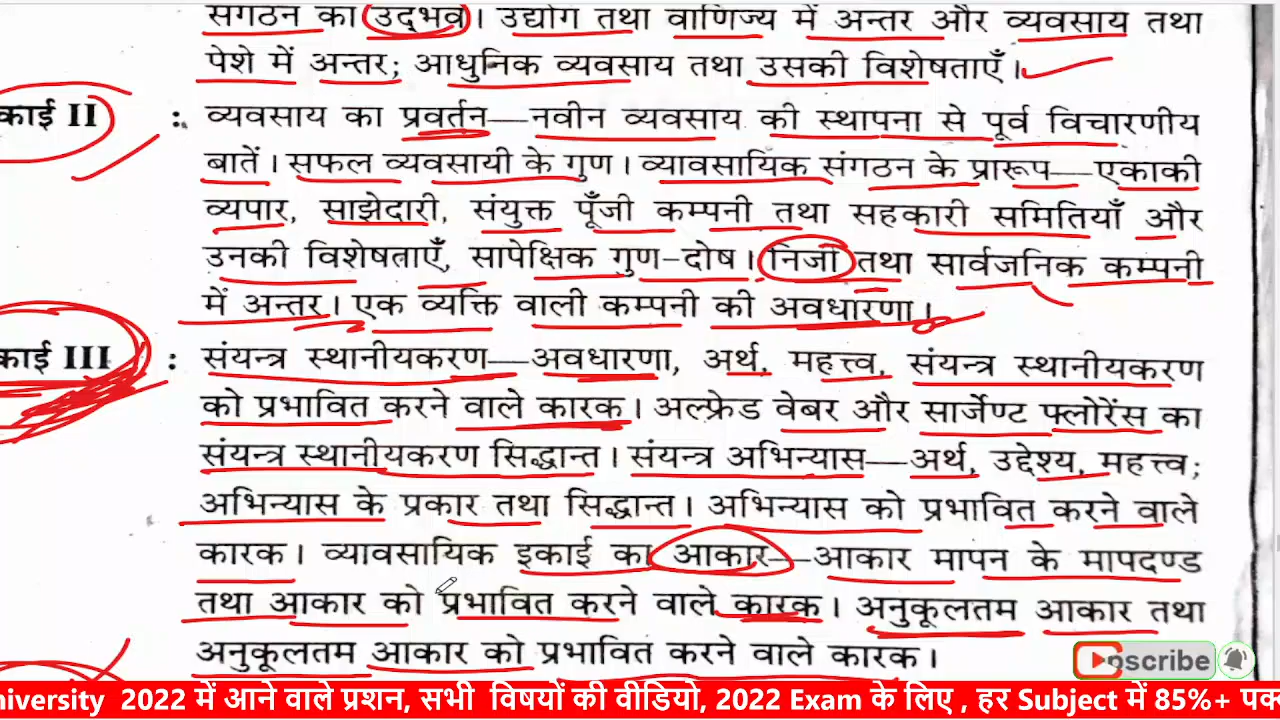 संगठन का उद्भव। उद्योग तथा वाणिज्य में अन्तर और व्यवसाय तथा
पेशे में अन्तर; आधुनिक व्यवसाय तथा उसकी विशेषताएँ।
काई II : व्यवसाय का प्रवर्तन—नवीन व्यवसाय की स्थापना से पूर्व विचारणीय
बातें। सफल व्यवसायी के गुण। व्यावसायिक संगठन के प्रारूप—एकाकी
व्यपार, साझेदारी, संयुक्त पूँजी कम्पनी तथा सहकारी समितियाँ और
उनकी विशेषताएँ, सापेक्षिक गुण-दोष। निजी तथा सार्वजनिक कम्पनी
में अन्तर। एक व्यक्ति वाली कम्पनी की अवधारणा।
काई III : संयन्त्र स्थानीयकरण—अवधारणा, अर्थ, महत्त्व, संयन्त्र स्थानीयकरण
को प्रभावित करने वाले कारक। अल्फ्रेड वेबर और सार्जेण्ट फ्लोरेंस का
संयन्त्र स्थानीयकरण सिद्धान्त। संयन्त्र अभिन्यास—अर्थ, उद्देश्य, महत्त्व;
अभिन्यास के प्रकार तथा सिद्धान्त। अभिन्यास को प्रभावित करने वाले
कारक। व्यावसायिक इकाई का आकार—आकार मापन के मापदण्ड
तथा आकार को प्रभावित करने वाले कारक। अनुकूलतम आकार तथा
अनुकूलतम आकार को प्रभावित करने वाले कारक।
bscribe
niversity 2022 में आने वाले प्रशन, सभी विषयों की वीडियो, 2022 Exam के लिए , हर Subject में 85%+ पक